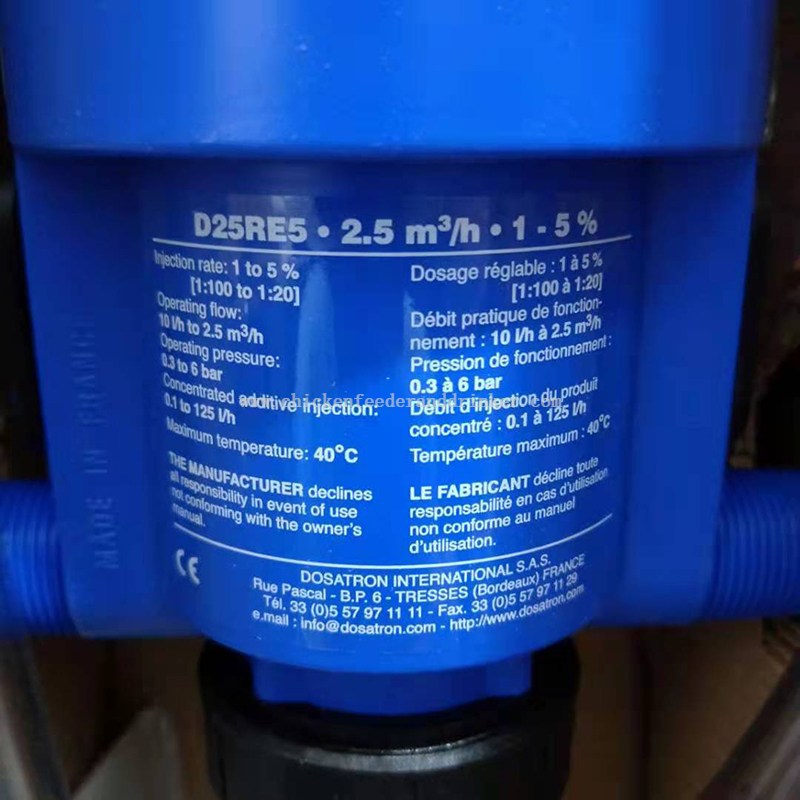 D25RE5 • 2.5 m³/h • 1 - 5 %
Injection rate: 1 to 5 %
[1:100 to 1:20]
Operating flow:
10 l/h to 2.5 m³/h
Operating pressure:
0.3 to 6 bar
Concentrated additive injection:
0.1 to 125 l/h
Maximum temperature: 40°C
THE MANUFACTURER declines
all responsibility in event of use
not conforming with the owner's
manual.
Dosage réglable : 1 à 5 %
[1:100 à 1:20]
Débit pratique de fonction-
nement : 10 l/h à 2.5 m³/h
Pression de fonctionnement :
0.3 à 6 bar
Débit d'injection du produit
concentré : 0.1 à 125 l/h
Température maximum : 40°C
LE FABRICANT décline toute
responsabilité en cas d'utilisation
non conforme au manuel
d'utilisation.
CE
DOSATRON INTERNATIONAL S.A.S.
Rue Pascal - B.P. 6 - TRESSES (Bordeaux) FRANCE
Tél. 33 (0)5 57 97 11 11 - Fax. 33 (0)5 57 97 11 29
e.mail : info@dosatron.com - http://www.dosatron.com
MADE IN FRANCE